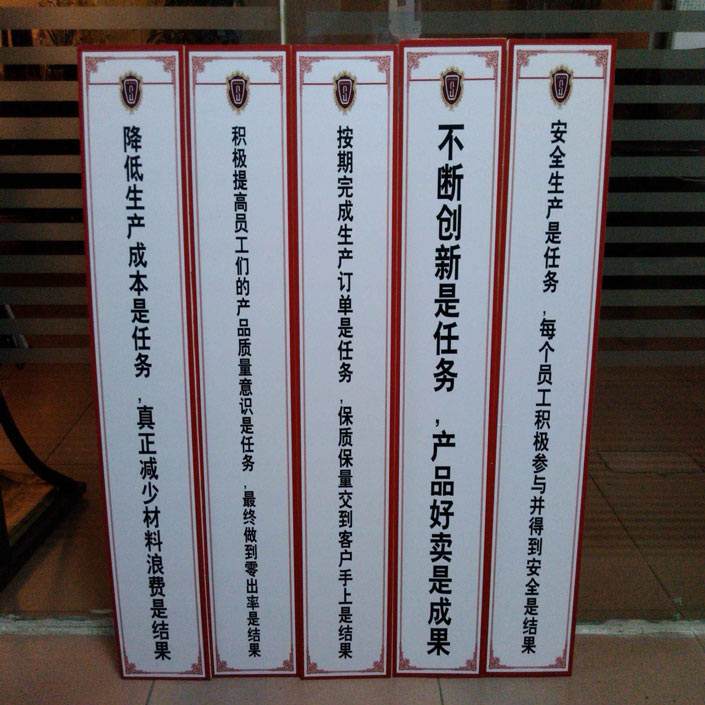 降低生产成本是任务,真正减少材料浪费是结果
积极提高员工们的产品质量意识是任务,最终做到零出率是结果
按期完成生产订单是任务,保质保量交到客户手上是结果
不断创新是任务,产品好卖是成果
安全生产是任务,每个员工积极参与并得到安全是结果